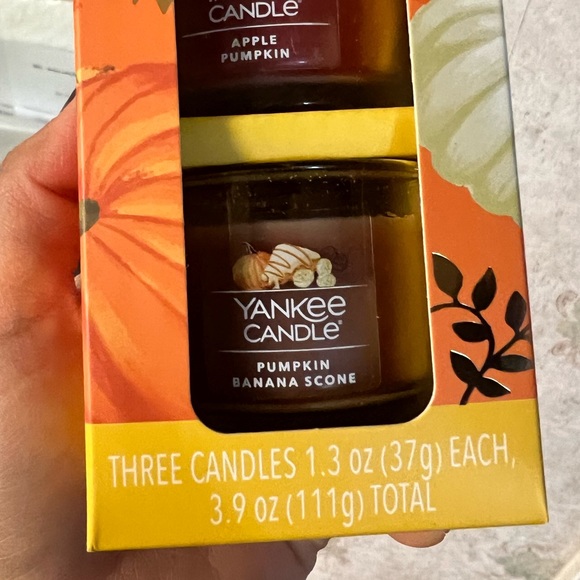 CANDLE®
APPLE
PUMPKIN
YANKEE
CANDLE®
PUMPKIN
BANANA SCONE
THREE CANDLES 1.3 oz (37g) EACH,
3.9 oz (111g) TOTAL